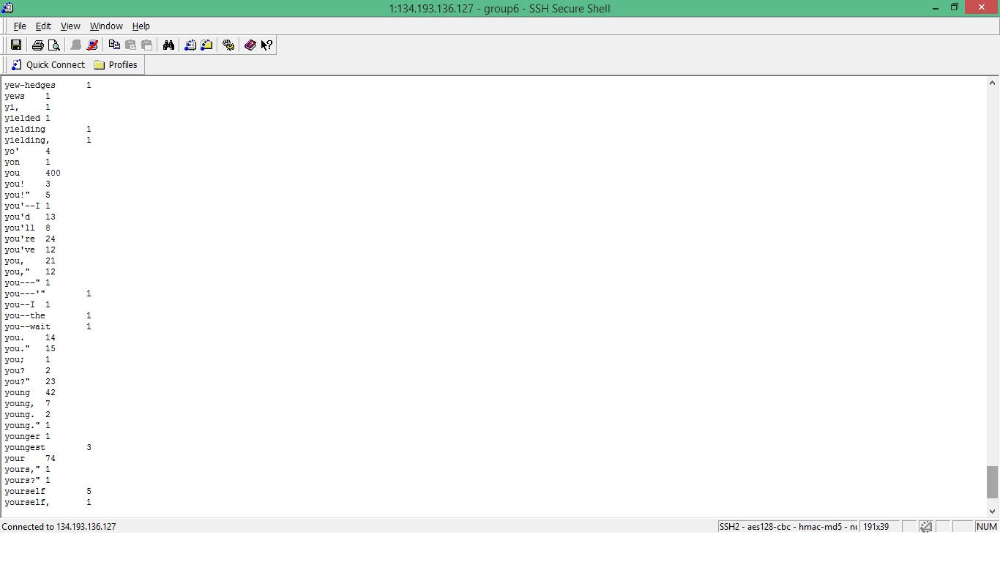 1:134.193.136.127 - group6 - SSH Secure Shell
File Edit View Window Help
Quick Connect Profiles
yew-hedges 1
yews 1
yi, 1
yielded 1
yielding 1
yielding, 1
yo' 4
yon 1
you 400
you! 3
you!" 5
you'--I 1
you'd 13
you'll 8
you're 24
you've 12
you, 21
you," 12
you---" 1
you---'" 1
you--I 1
you--the 1
you--wait 1
you. 14
you." 15
you; 1
you? 2
you?" 23
young 42
young, 7
young. 2
young." 1
younger 1
youngest 3
your 74
yours," 1
yours?" 1
yourself 5
yourself, 1
Connected to 134.193.136.127 SSH2 - aes128-cbc - hmac-md5 - 191x39 NUM